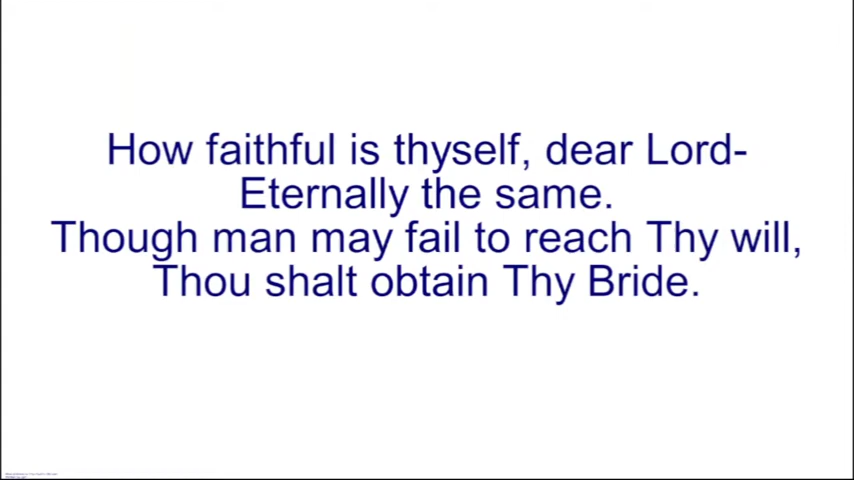 How faithful is thyself, dear Lord-
Eternally the same.
Though man may fail to reach Thy will,
Thou shalt obtain Thy Bride.